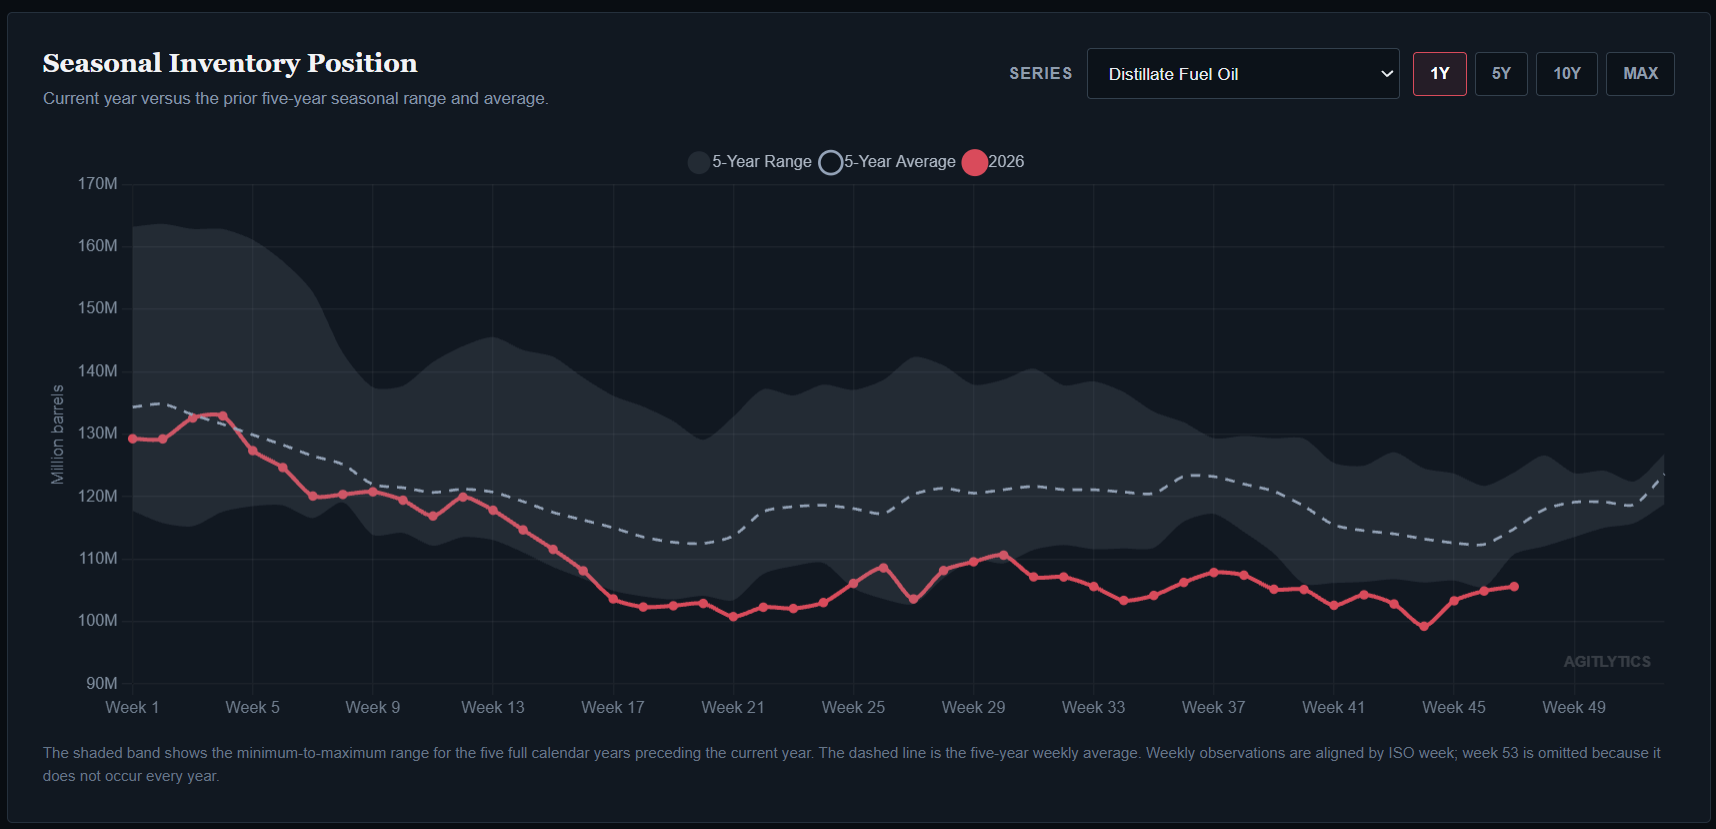 Seasonal Inventory Position
Current year versus the prior five-year seasonal range and average.
SERIES
Distillate Fuel Oil
1Y
5Y
10Y
MAX
5-Year Range
5-Year Average
2026
170M
160M
150M
140M
130M
120M
110M
100M
90M
Million barrels
AGITLYTICS
Week 1
Week 5
Week 9
Week 13
Week 17
Week 21
Week 25
Week 29
Week 33
Week 37
Week 41
Week 45
Week 49
The shaded band shows the minimum-to-maximum range for the five full calendar years preceding the current year. The dashed line is the five-year weekly average. Weekly observations are aligned by ISO week; week 53 is omitted because it
does not occur every year.